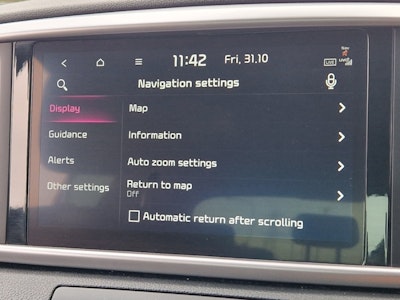 11:42 Fri, 31.10
Navigation settings
Display
Map
Guidance
Information
Alerts
Auto zoom settings
Other settings
Return to map
Off
Automatic return after scrolling